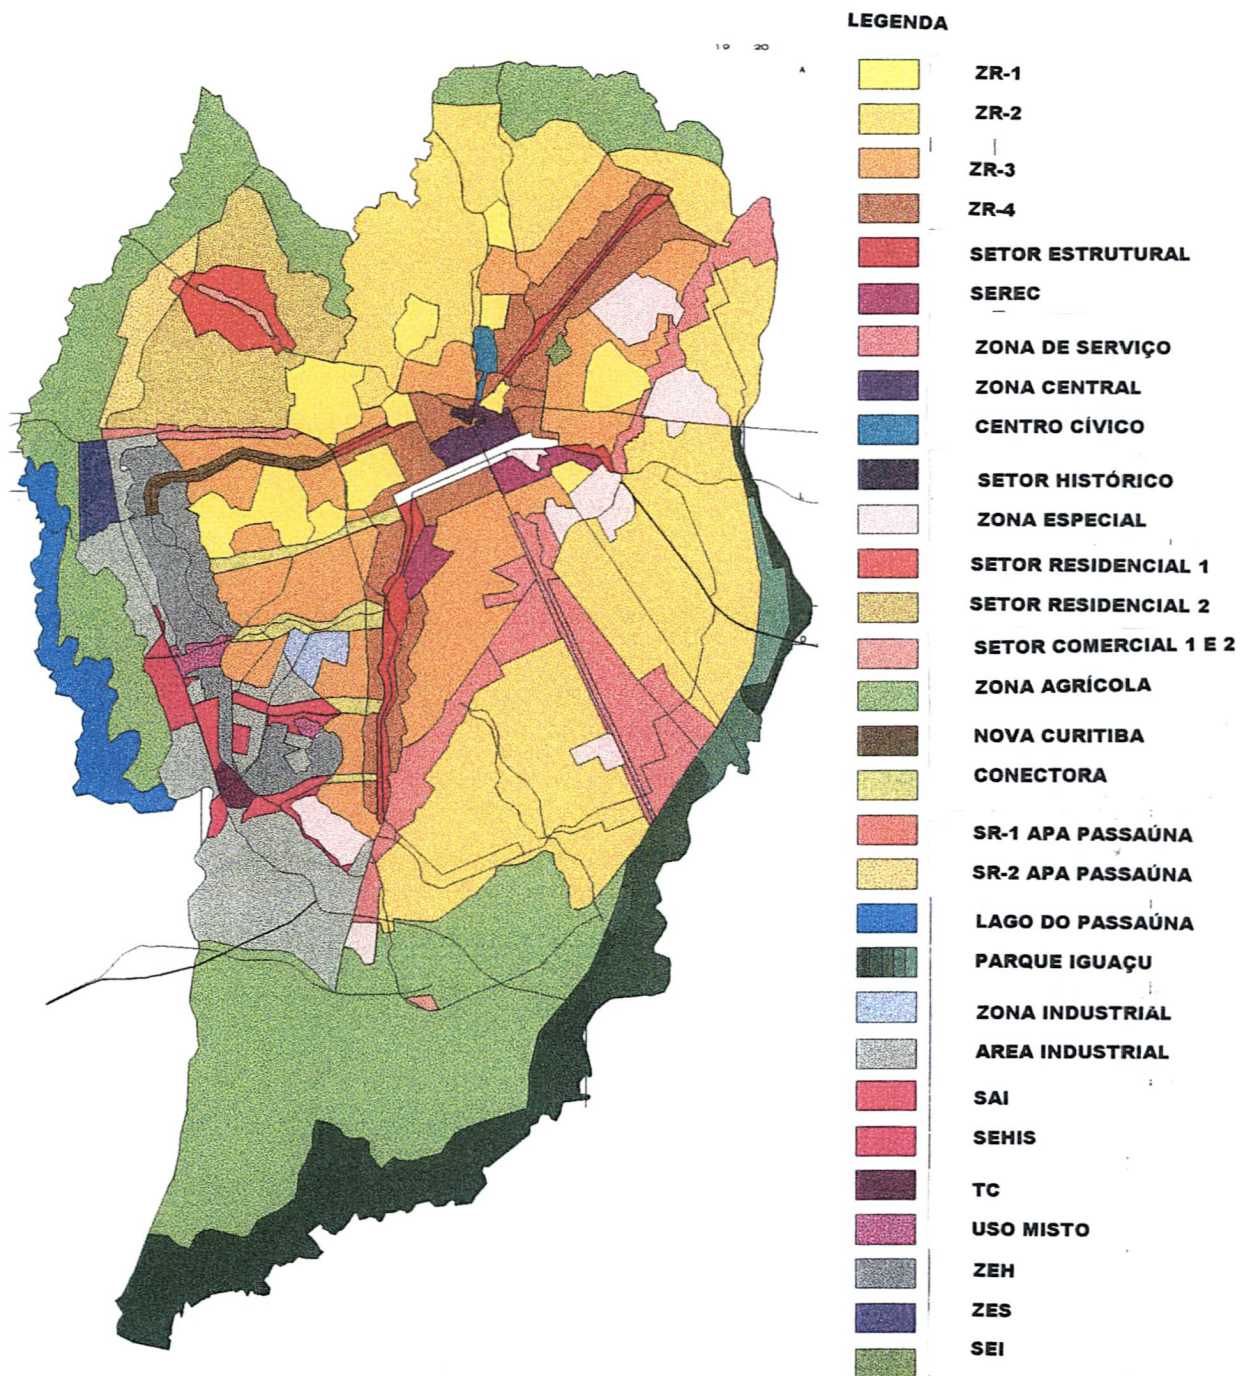 LEGENDA
19 20
A
ZR-1
ZR-2
ZR-3
ZR-4
SETOR ESTRUTURAL
SEREC
ZONA DE SERVIÇO
ZONA CENTRAL
CENTRO CÍVICO
SETOR HISTÓRICO
ZONA ESPECIAL
SETOR RESIDENCIAL 1
SETOR RESIDENCIAL 2
SETOR COMERCIAL 1 E 2
ZONA AGRÍCOLA
NOVA CURITIBA
CONECTORA
SR-1 APA PASSAÚNA
SR-2 APA PASSAÚNA
LAGO DO PASSAÚNA
PARQUE IGUAÇU
ZONA INDUSTRIAL
AREA INDUSTRIAL
SAI
SEHIS
TC
USO MISTO
ZEH
ZES
SEI